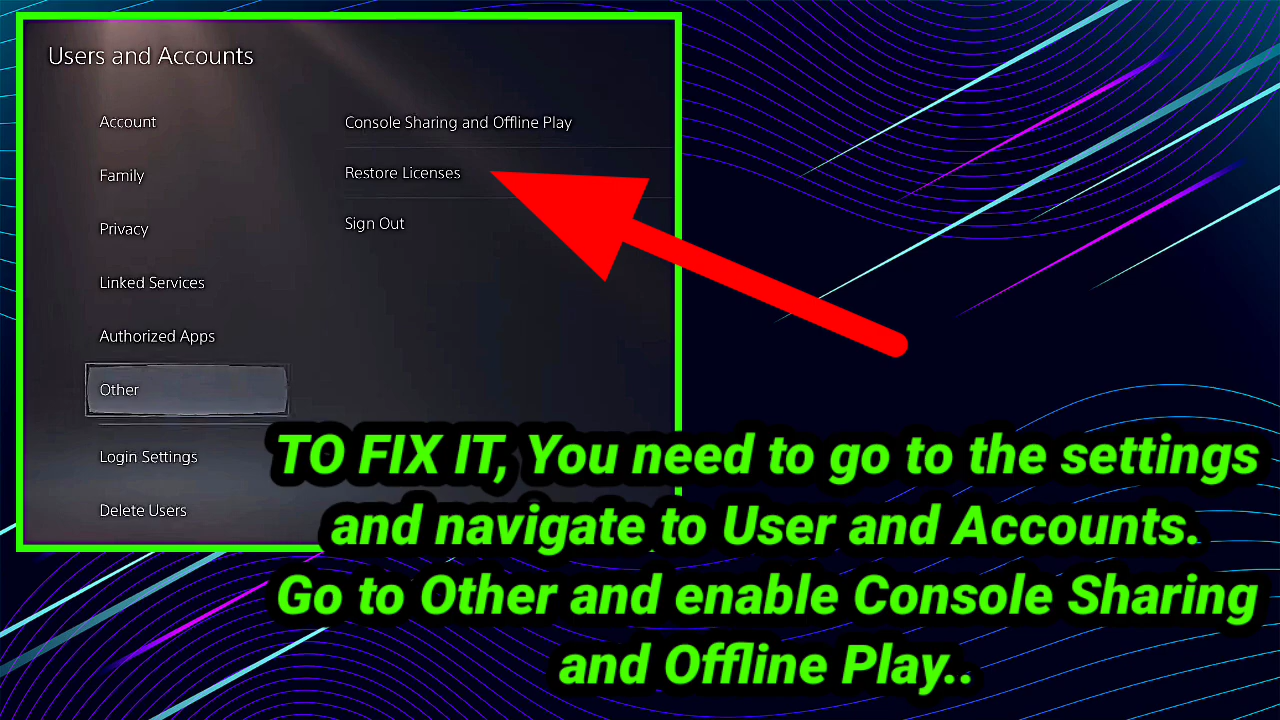 Users and Accounts
Account
Family
Privacy
Linked Services
Authorized Apps
Other
Login Settings
Delete Users
Console Sharing and Offline Play
Restore Licenses
Sign Out
TO FIX IT, You need to go to the settings
and navigate to User and Accounts.
Go to Other and enable Console Sharing
and Offline Play..